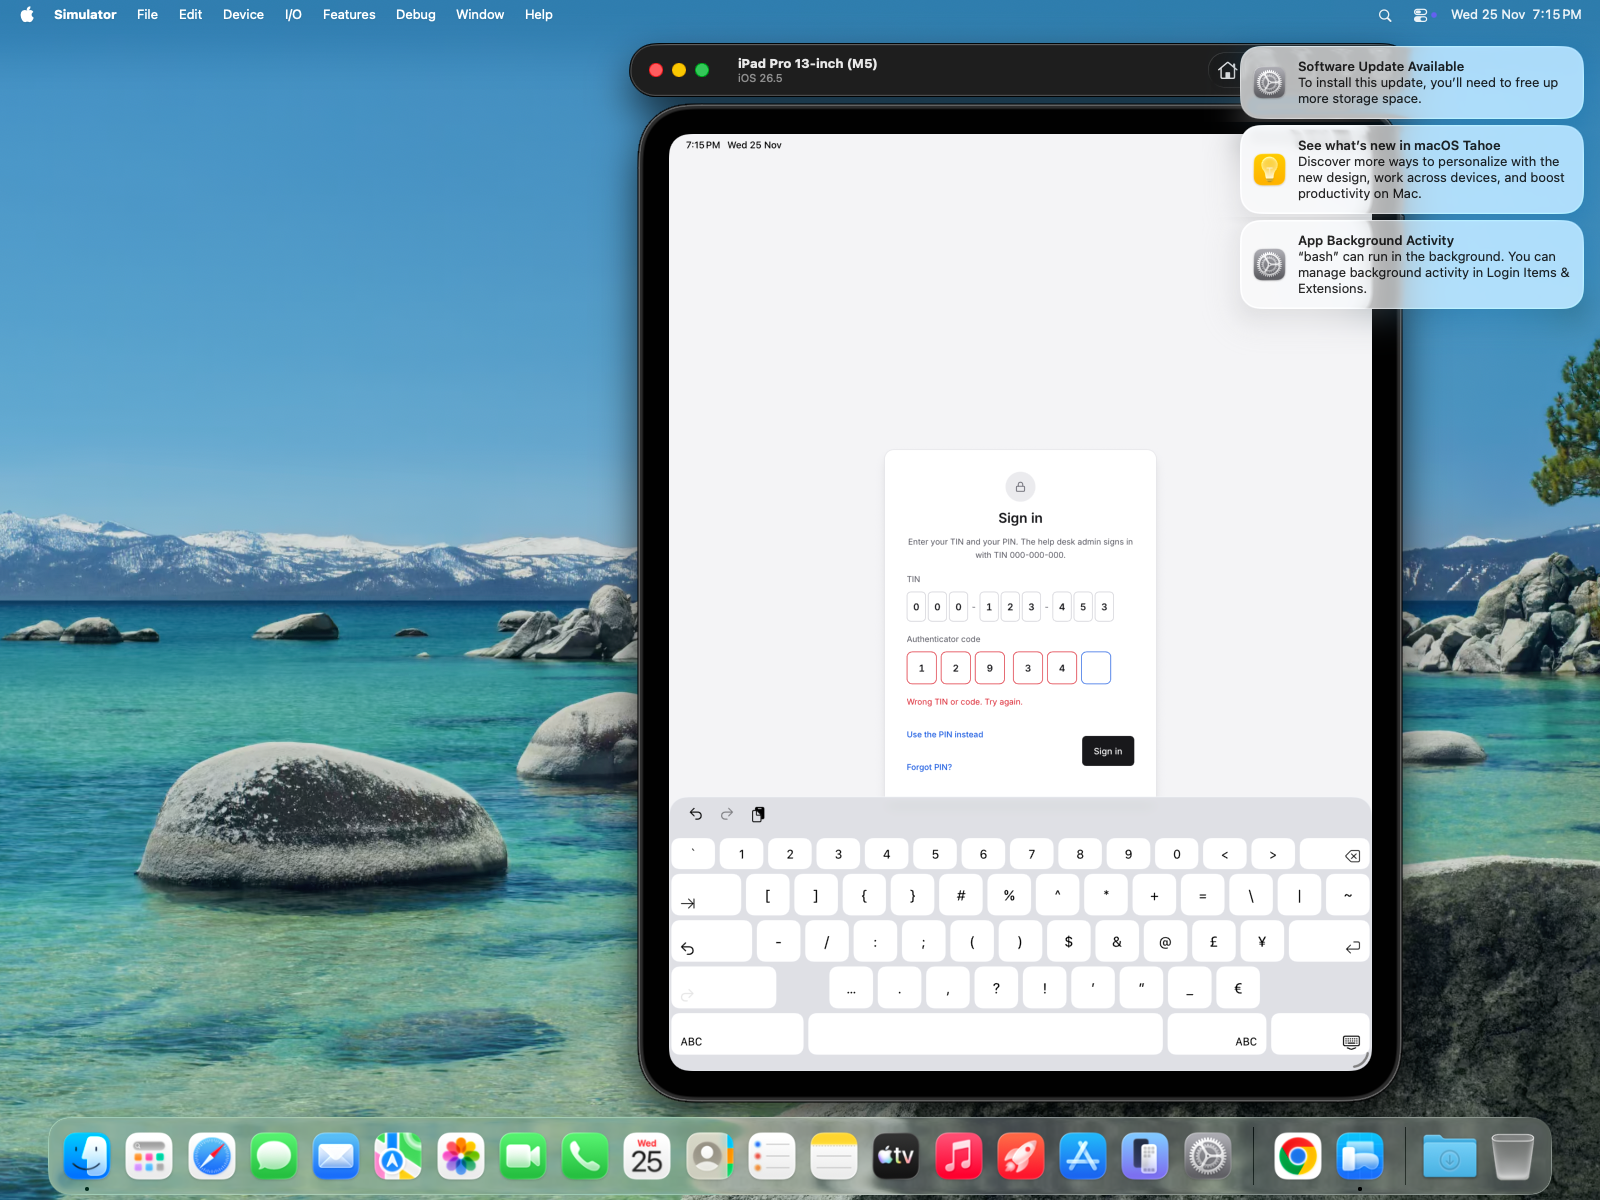 Simulator File Edit Device I/O Features Debug Window Help
Wed 25 Nov 7:15 PM
iPad Pro 13-inch (M5)
iOS 26.5
Software Update Available
To install this update, you'll need to free up
more storage space.
See what's new in macOS Tahoe
Discover more ways to personalize with the
new design, work across devices, and boost
productivity on Mac.
App Background Activity
“bash” can run in the background. You can
manage background activity in Login Items &
Extensions.
7:15 PM Wed 25 Nov
Sign in
Enter your TIN and your PIN. The help desk admin signs in
with TIN 000-000-000.
TIN
0 0 0 - 1 2 3 - 4 5 3
Authenticator code
1 2 9 3 4
Wrong TIN or code. Try again.
Use the PIN instead
Sign in
Forgot PIN?
` 1 2 3 4 5 6 7 8 9 0 < >
[ ] { } # % ^ * + = \ | ~
- / : ; ( ) $ & @ £ ¥
... . , ? ! ' " _ €
ABC ABC
Wed
25
tv